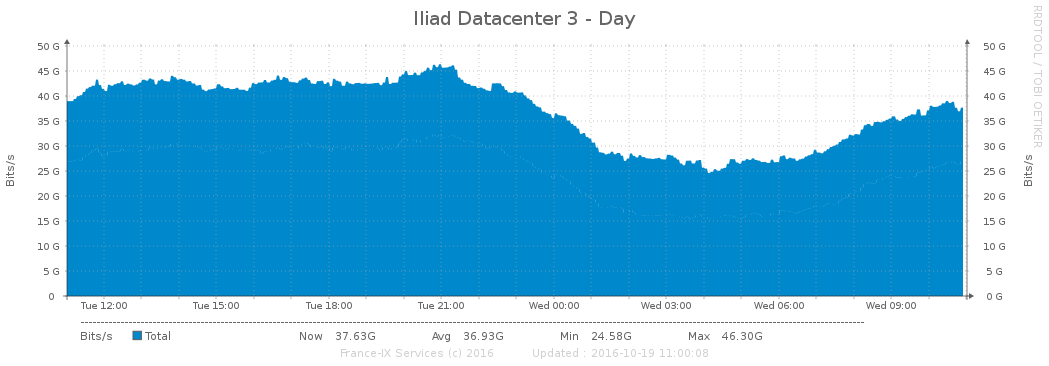 Iliad Datacenter 3 - Day
RRDTOOL / TOBI OETIKER
Bits/s
50 G 50 G
45 G 45 G
40 G 40 G
35 G 35 G
30 G 30 G
25 G 25 G
20 G 20 G
15 G 15 G
10 G 10 G
5 G 5 G
0 0 G
Bits/s
Tue 12:00 Tue 15:00 Tue 18:00 Tue 21:00 Wed 00:00 Wed 03:00 Wed 06:00 Wed 09:00
Bits/s Total Now 37.63G Avg 36.93G Min 24.58G Max 46.30G
France-IX Services (c) 2016 Updated : 2016-10-19 11:00:08